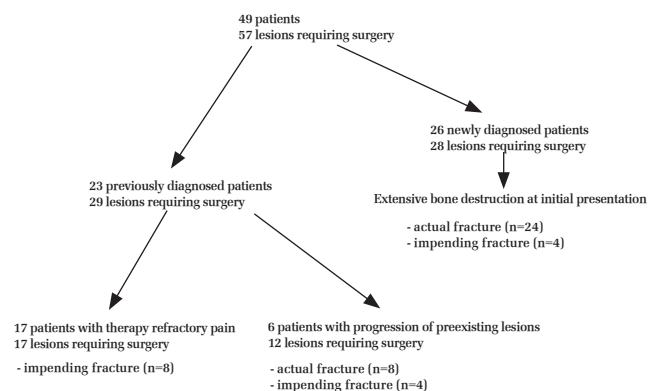 49 patients
57 lesions requiring surgery
26 newly diagnosed patients
28 lesions requiring surgery
23 previously diagnosed patients
29 lesions requiring surgery
Extensive bone destruction at initial presentation
- actual fracture (n=24)
- impending fracture (n=4)
17 patients with therapy refractory pain
17 lesions requiring surgery
- impending fracture (n=8)
6 patients with progression of preexisting lesions
12 lesions requiring surgery
- actual fracture (n=8)
- impending fracture (n=4)